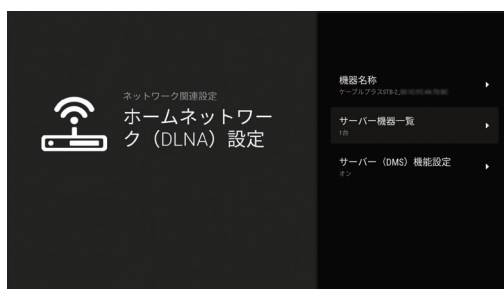 ネットワーク関連設定
ホームネットワー
ク（DLNA）設定
機器名称
ケーブルプラスSTB-2_
サーバー機器一覧
1台
サーバー（DMS）機能設定
オン